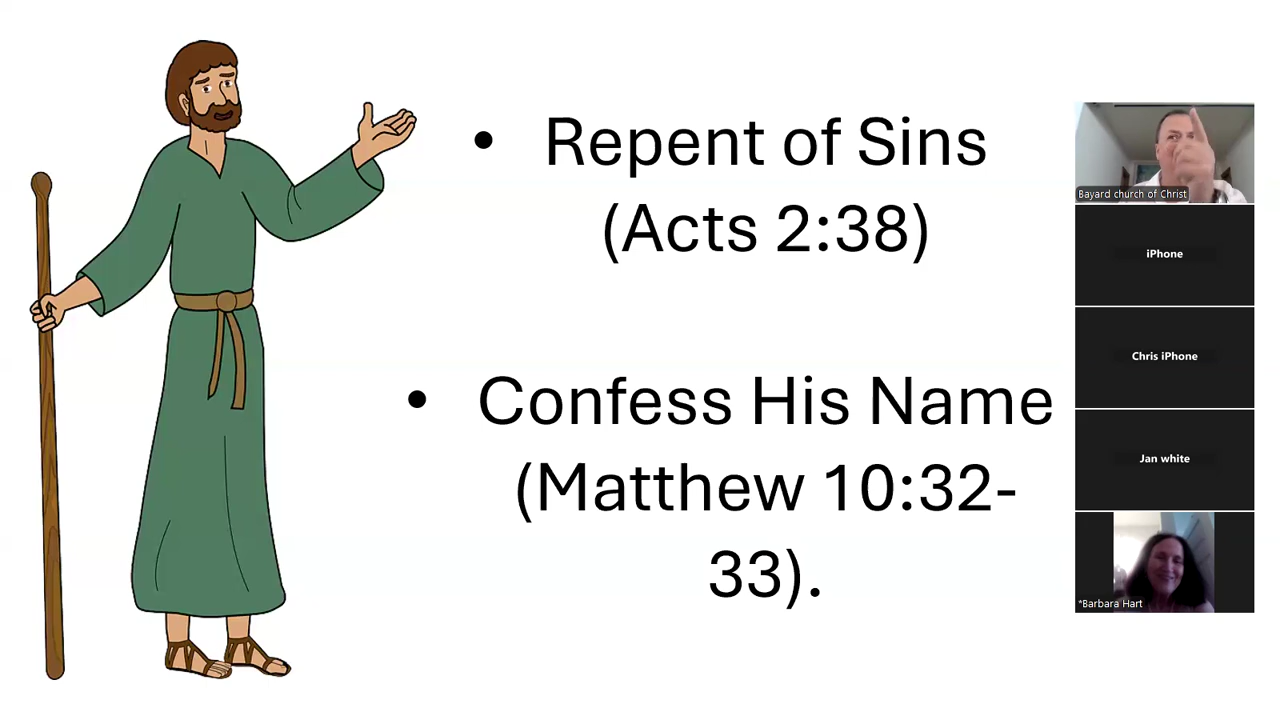 • Repent of Sins
(Acts 2:38)
• Confess His Name
(Matthew 10:32-
33).
Bayard church of Christ
iPhone
Chris iPhone
Jan white
*Barbara Hart